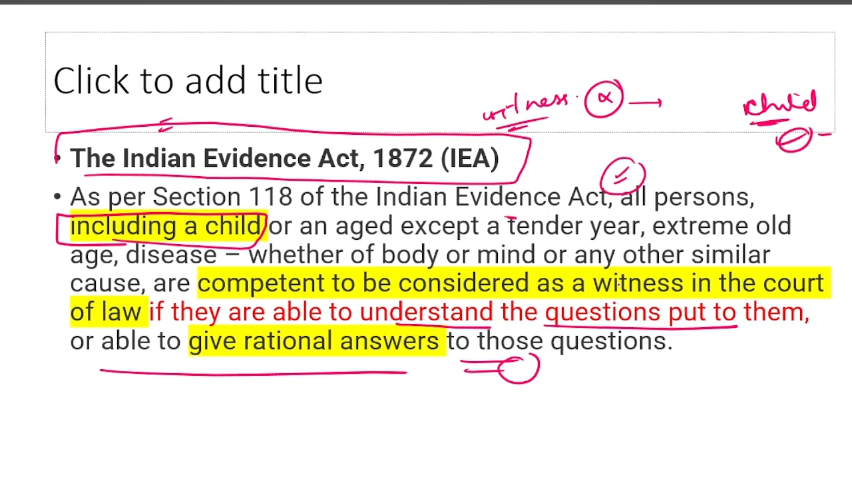 Click to add title
witness
child
• The Indian Evidence Act, 1872 (IEA)
• As per Section 118 of the Indian Evidence Act, all persons,
including a child or an aged except a tender year, extreme old
age, disease – whether of body or mind or any other similar
cause, are competent to be considered as a witness in the court
of law if they are able to understand the questions put to them,
or able to give rational answers to those questions.